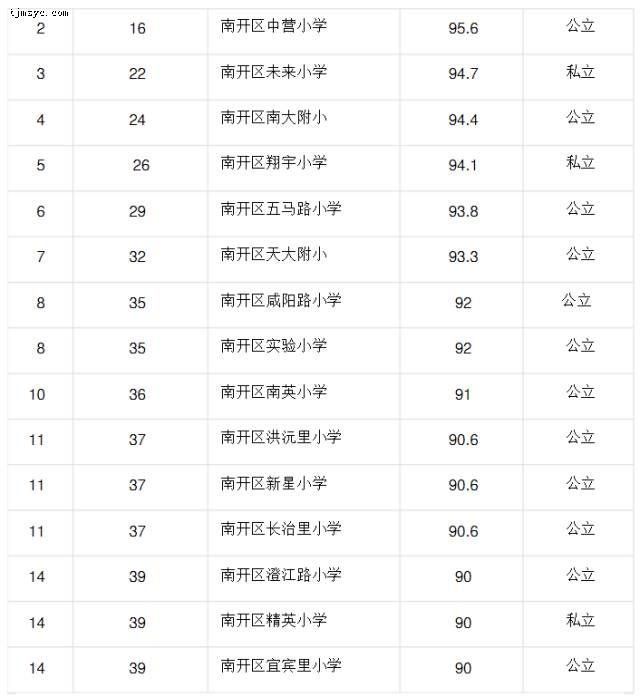 tjmsyc.com
2 16 南开区中营小学 95.6 公立
3 22 南开区未来小学 94.7 私立
4 24 南开区南大附小 94.4 公立
5 26 南开区翔宇小学 94.1 私立
6 29 南开区五马路小学 93.8 公立
7 32 南开区天大附小 93.3 公立
8 35 南开区咸阳路小学 92 公立
8 35 南开区实验小学 92 公立
10 36 南开区南英小学 91 公立
11 37 南开区洪沅里小学 90.6 公立
11 37 南开区新星小学 90.6 公立
11 37 南开区长治里小学 90.6 公立
14 39 南开区澄江路小学 90 公立
14 39 南开区精英小学 90 私立
14 39 南开区宜宾里小学 90 公立